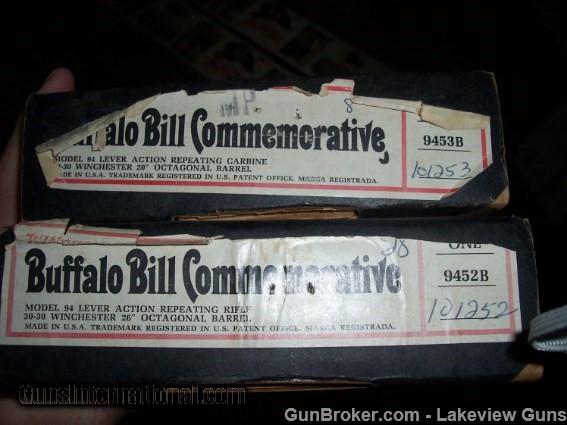 MP
8
Buffalo Bill Commemorative
9453B
MODEL 94 LEVER ACTION REPEATING CARBINE
30-30 WINCHESTER 20" OCTAGONAL BARREL
MADE IN U.S.A. TRADEMARK REGISTERED IN U.S. PATENT OFFICE. MARCA REGISTRADA.
101253
ONE
Buffalo Bill Commemorative
9452B
MODEL 94 LEVER ACTION REPEATING RIFLE
30-30 WINCHESTER 26" OCTAGONAL BARREL
MADE IN U.S.A. TRADEMARK REGISTERED IN U.S. PATENT OFFICE. MARGA REGISTRADA.
101252
GunsInternational.com
GunBroker.com - Lakeview Guns